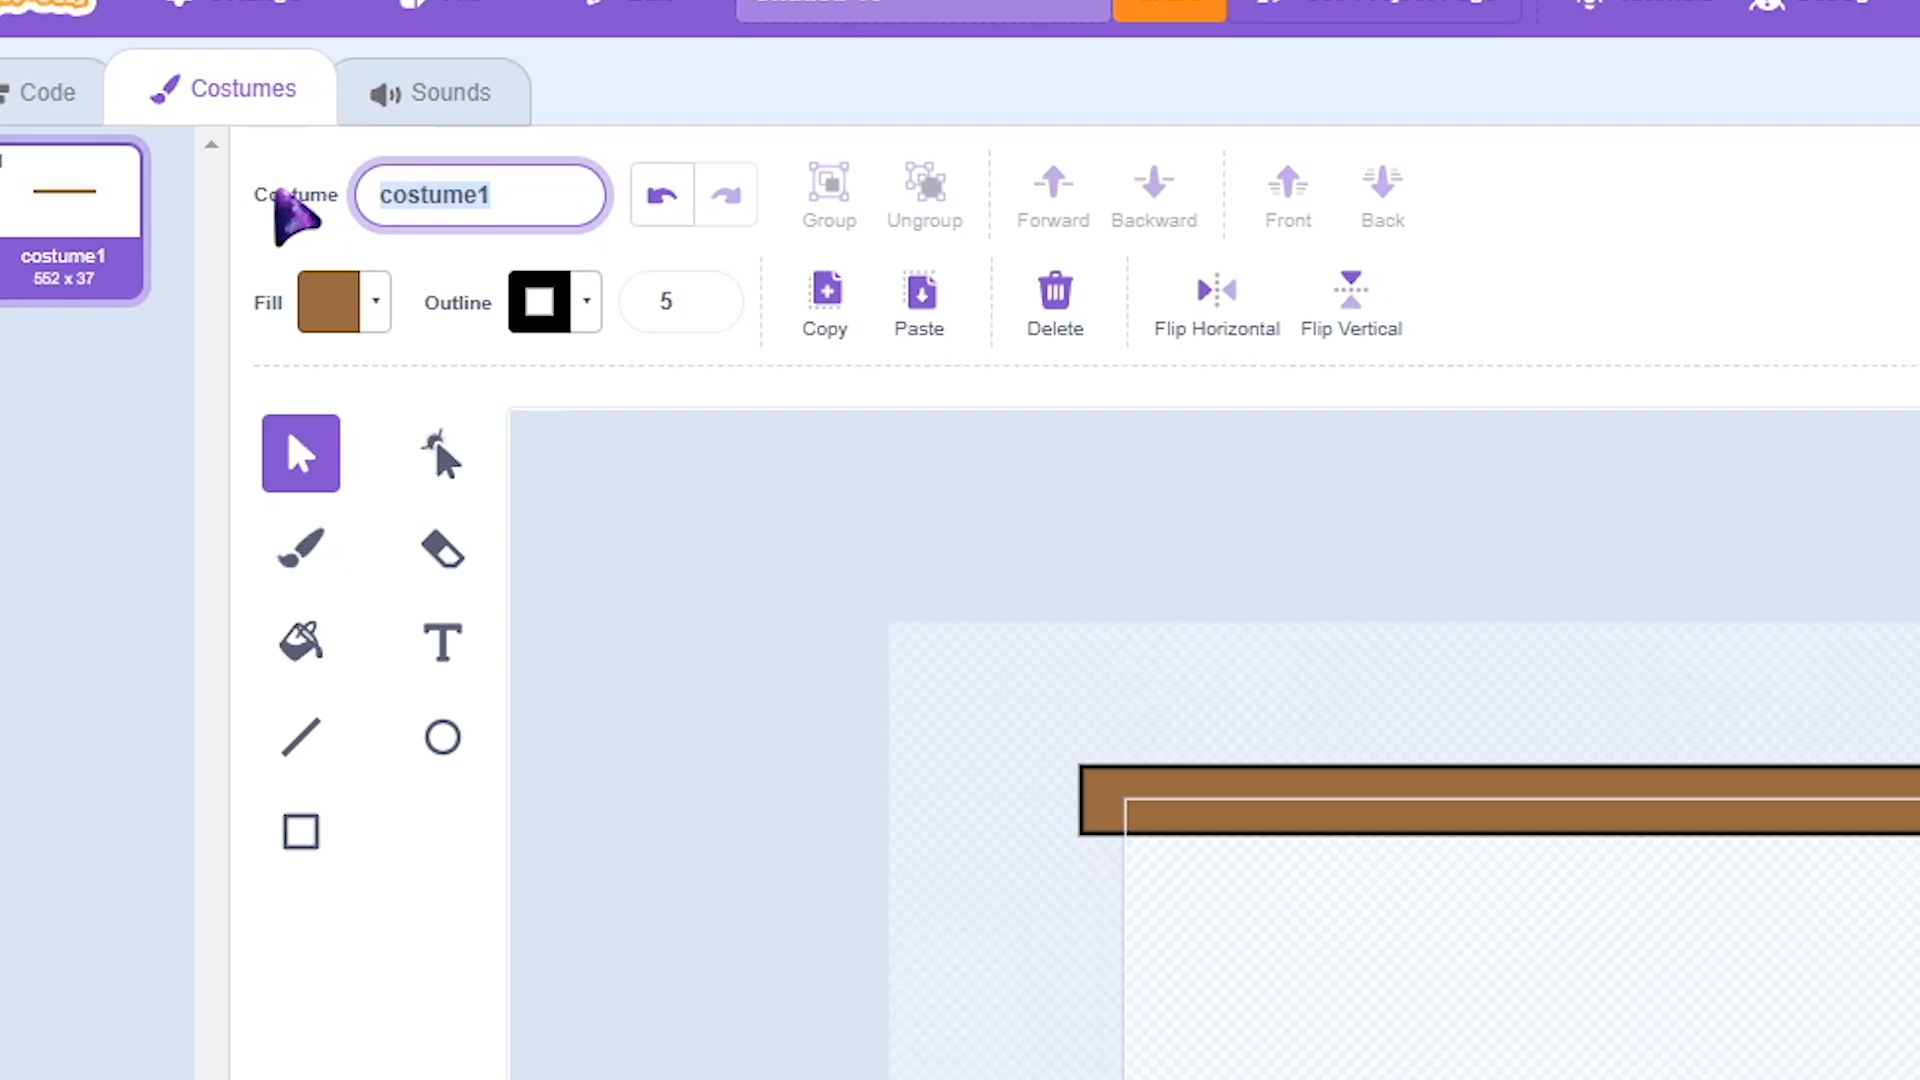 Code
Costumes
Sounds
Costume
costume1
Group
Ungroup
Forward
Backward
Front
Back
costume1
552 x 37
Fill
Outline
5
Copy
Paste
Delete
Flip Horizontal
Flip Vertical